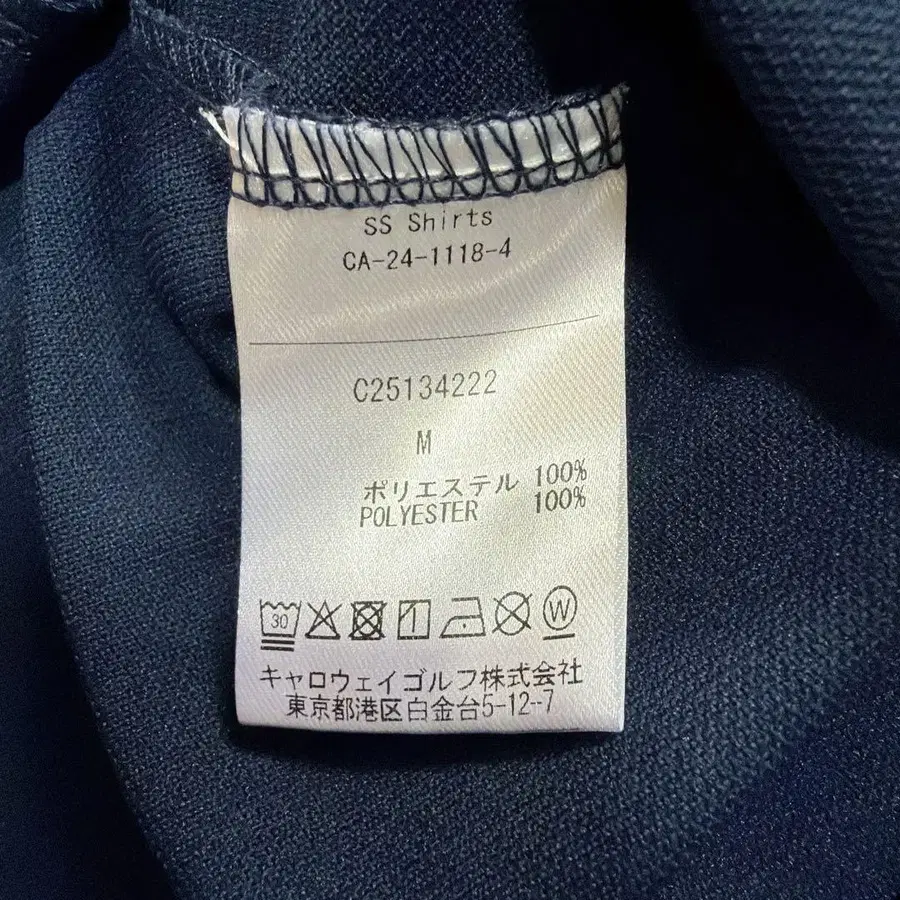 SS Shirts
CA-24-1118-4
C25134222
M
ポリエステル 100%
POLYESTER 100%
30 W
キャロウェイゴルフ株式会社
東京都港区白金台5-12-7